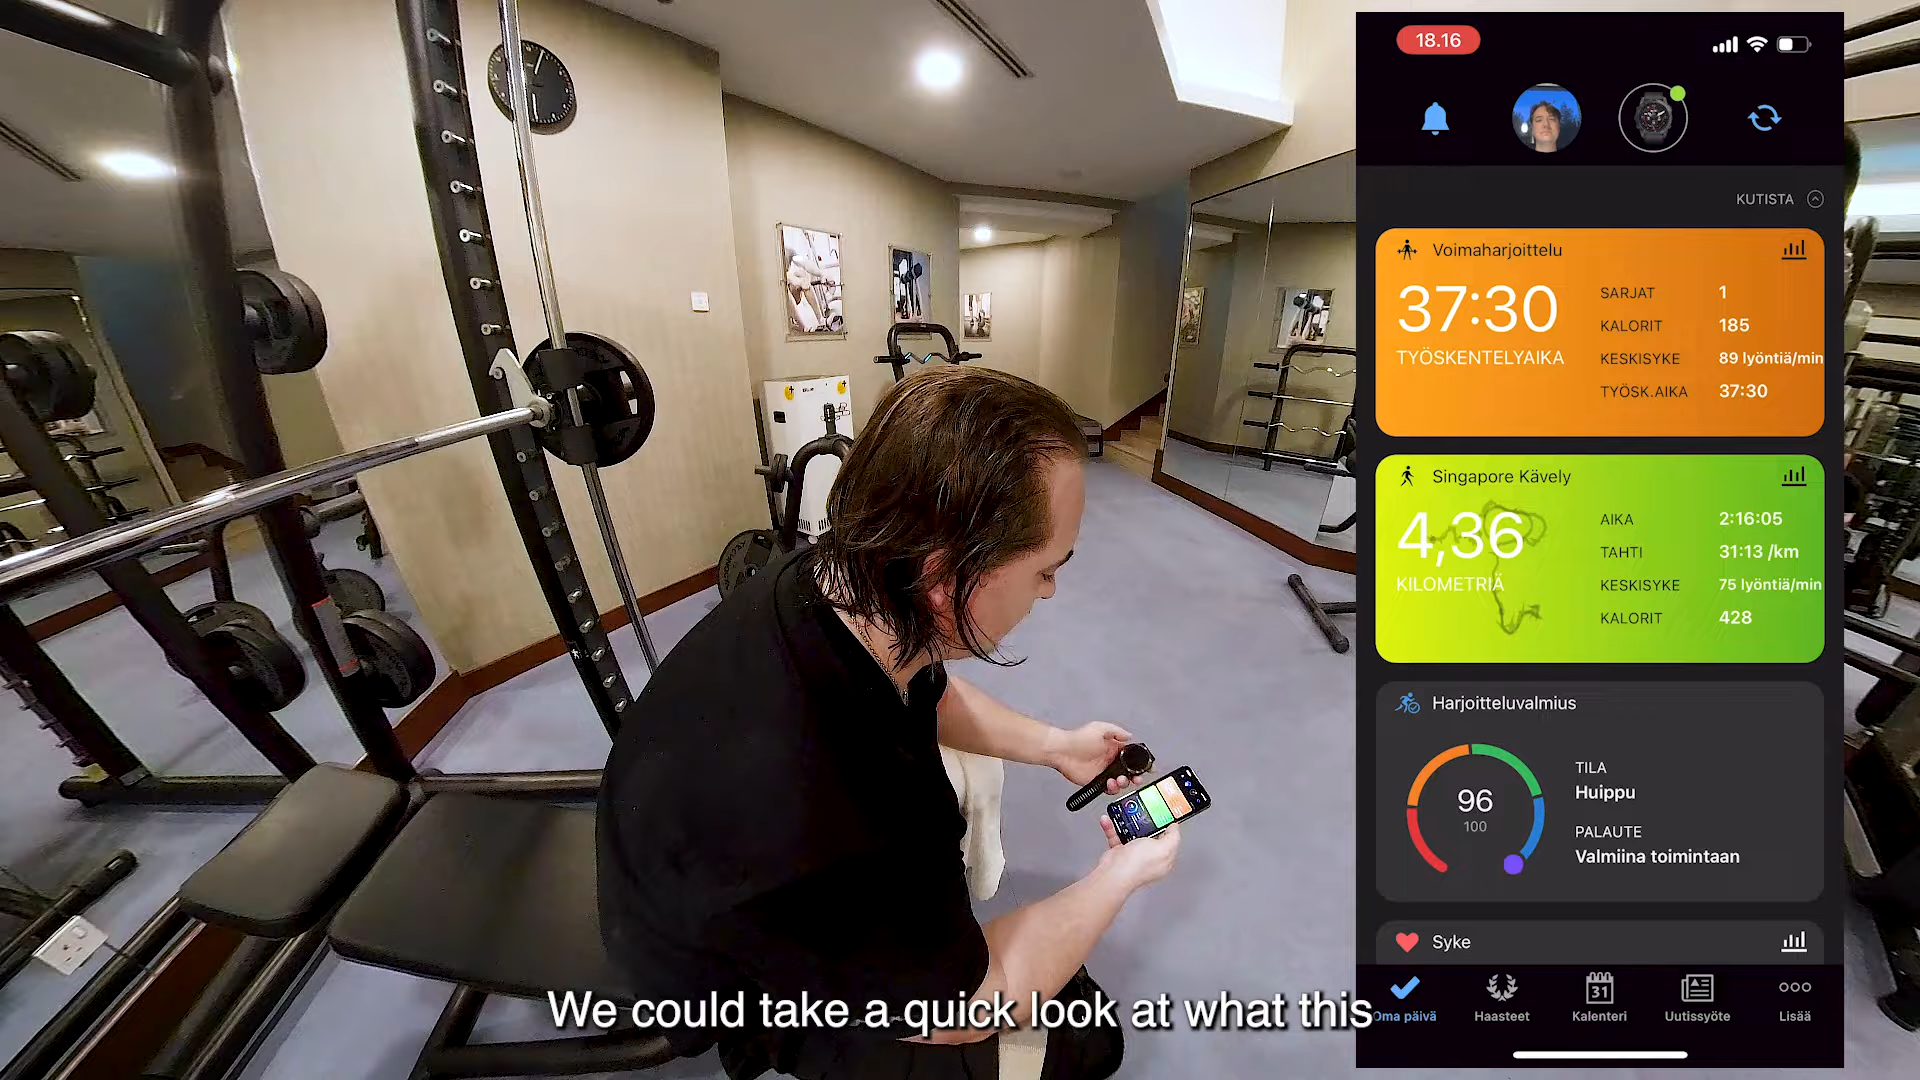 18.16
KUTISTA
Voimaharjoittelu
37:30
TYÖSKENTELYAIKA
SARJAT 1
KALORIT 185
KESKISYKE 89 lyöntiä/min
TYÖSK.AIKA 37:30
Singapore Kävely
4,36
KILOMETRIÄ
AIKA 2:16:05
TAHTI 31:13 /km
KESKISYKE 75 lyöntiä/min
KALORIT 428
Harjoitteluvalmius
96
100
TILA
Huippu
PALAUTE
Valmiina toimintaan
Syke
We could take a quick look at what this
31
Oma päivä Haasteet Kalenteri Uutissyöte Lisää